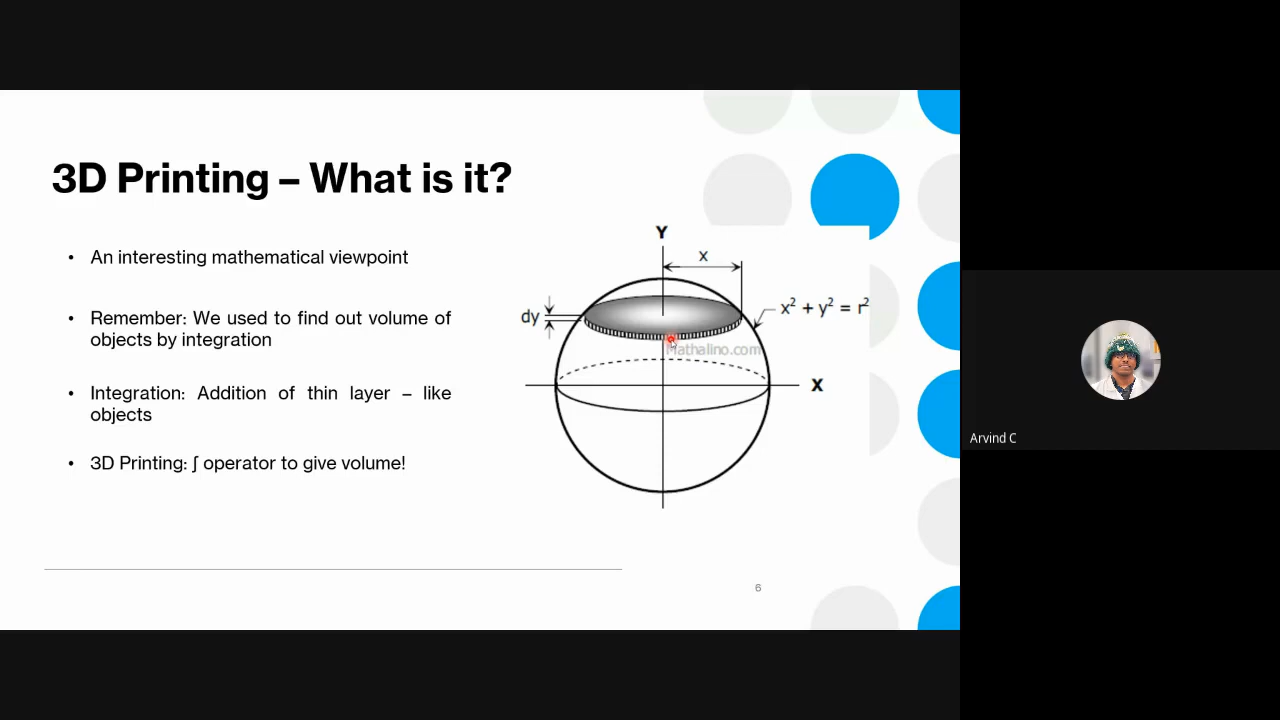 3D Printing – What is it?
• An interesting mathematical viewpoint
• Remember: We used to find out volume of
objects by integration
• Integration: Addition of thin layer – like
objects
• 3D Printing: ∫ operator to give volume!
Y
x
x² + y² = r²
dy
Mathalino.com
X
6
Arvind C